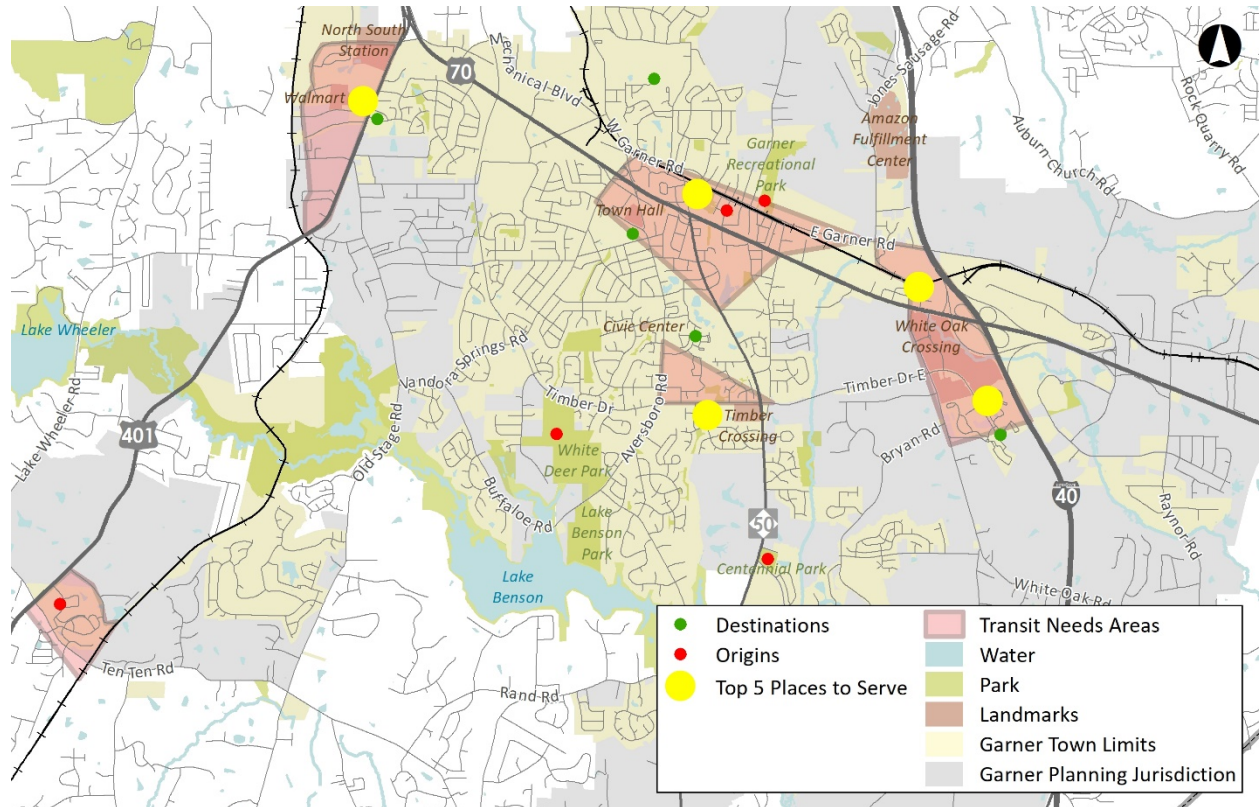 North South
Station
70
Mechanical Blvd
Jones Sausage Rd
Rock Quarry Rd
Walmart
W Garner Rd
Garner
Recreational
Park
Amazon
Fulfillment
Center
Auburn Church Rd
Town Hall
E Garner Rd
Lake Wheeler
Civic Center
White Oak
Crossing
Vandora Springs Rd
Timber Dr E
Lake Wheeler Rd
401
Old Stage Rd
Timber Dr
Aversboro Rd
Timber
Crossing
Bryan Rd
White
Deer Park
Buffaloe Rd
40
Raynor Rd
Lake
Benson
Park
50
Lake
Benson
Centennial Park
White Oak Rd
Ten Ten Rd
Rand Rd
Destinations
Origins
Top 5 Places to Serve
Transit Needs Areas
Water
Park
Landmarks
Garner Town Limits
Garner Planning Jurisdiction